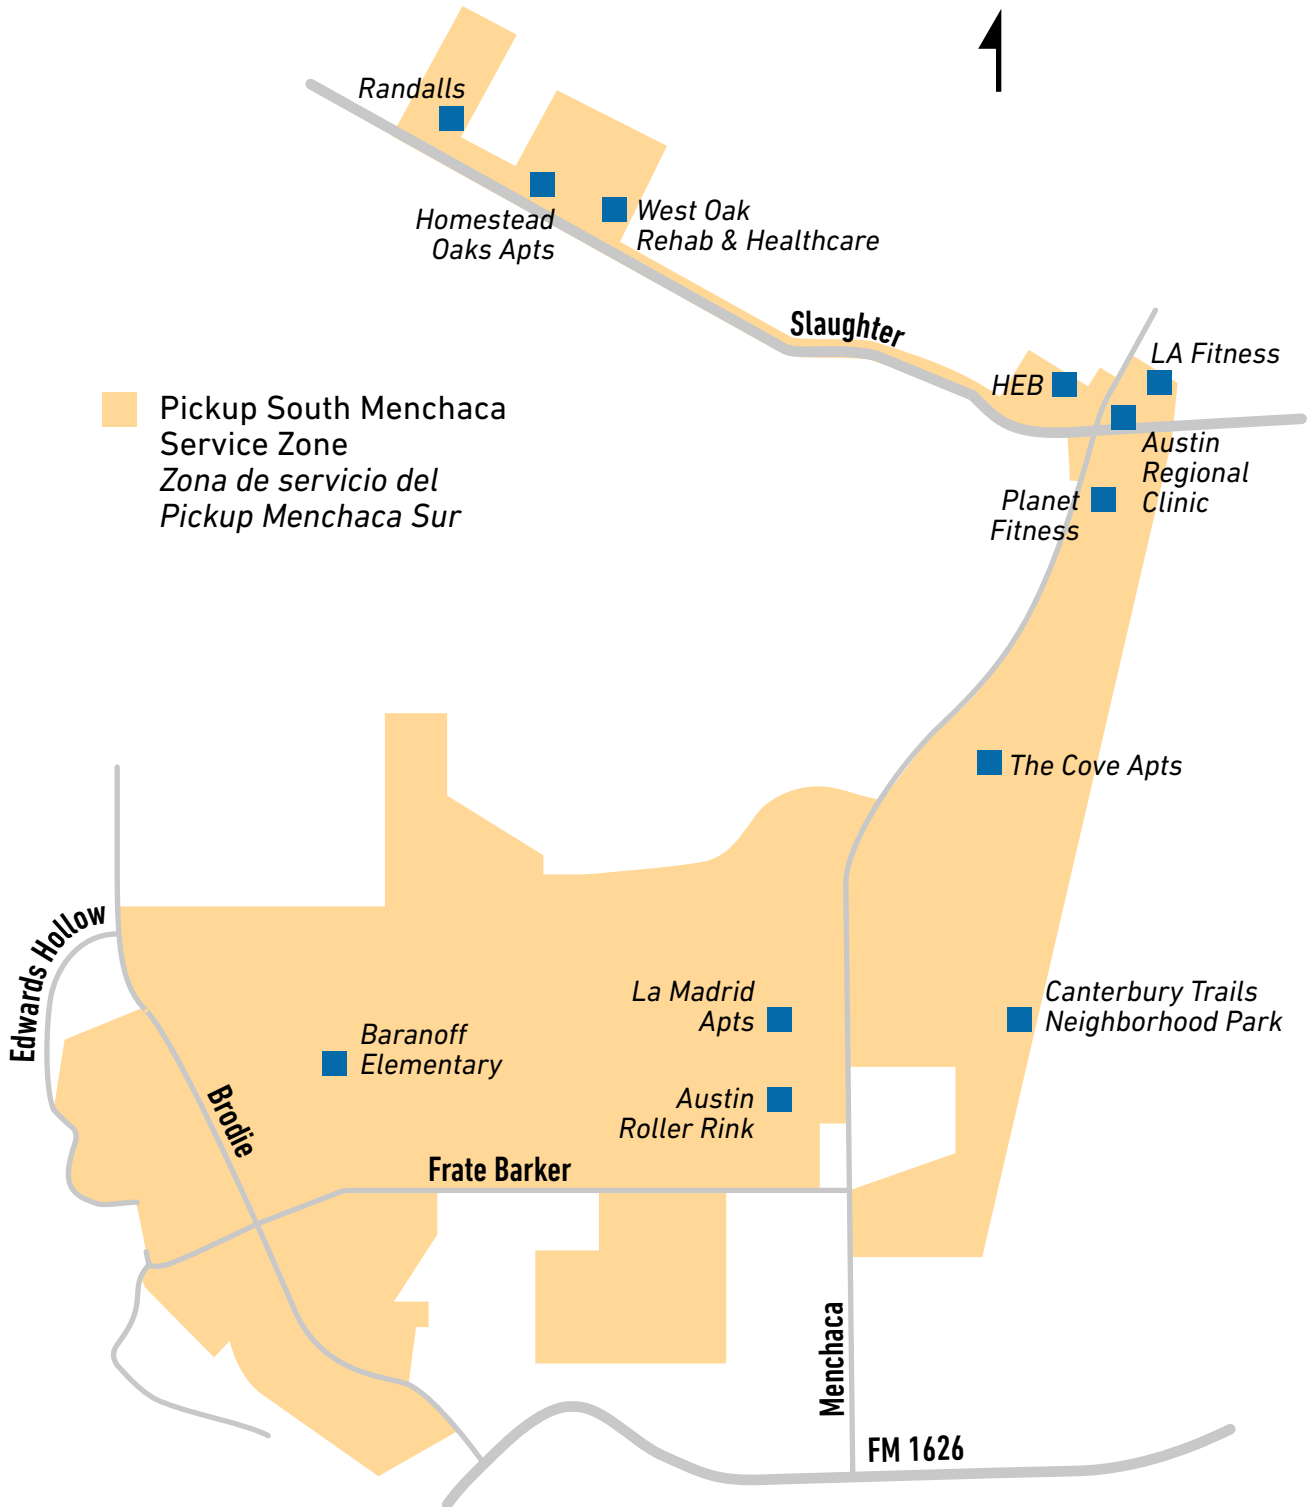 Randalls
Homestead
Oaks Apts
West Oak
Rehab & Healthcare
Slaughter
LA Fitness
HEB
Pickup South Menchaca
Service Zone
Zona de servicio del
Pickup Menchaca Sur
Austin
Regional
Clinic
Planet
Fitness
The Cove Apts
Edwards Hollow
La Madrid
Apts
Canterbury Trails
Neighborhood Park
Baranoff
Elementary
Austin
Roller Rink
Brodie
Frate Barker
Menchaca
FM 1626